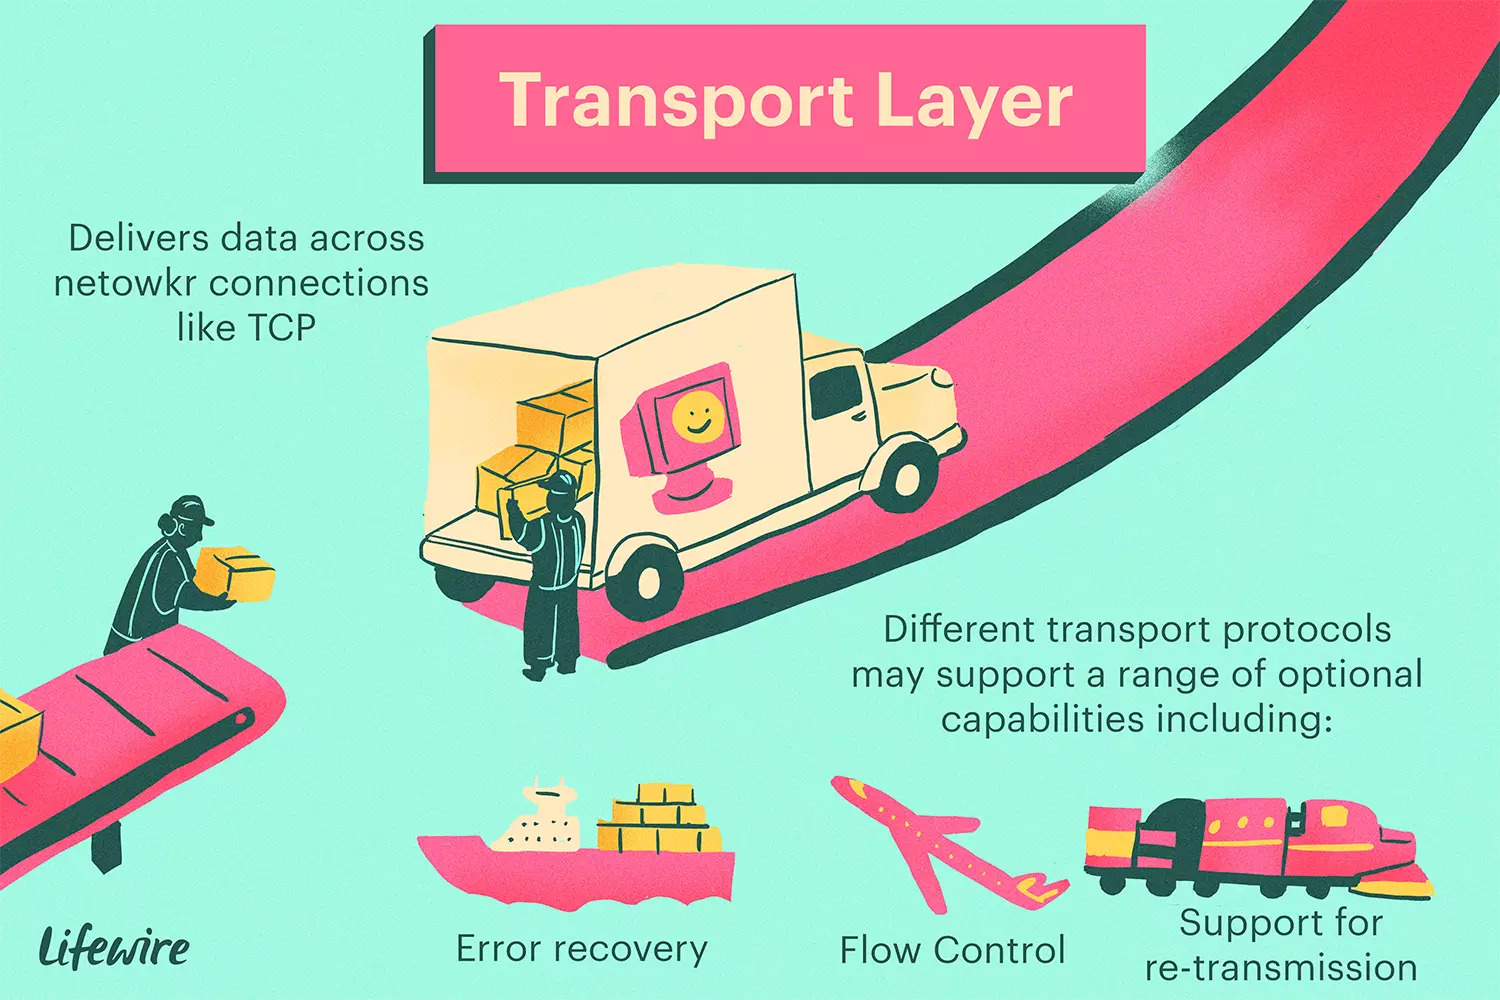 Transport Layer
Delivers data across
netowkr connections
like TCP
Different transport protocols
may support a range of optional
capabilities including:
Error recovery
Flow Control
Support for
re-transmission
Lifewire